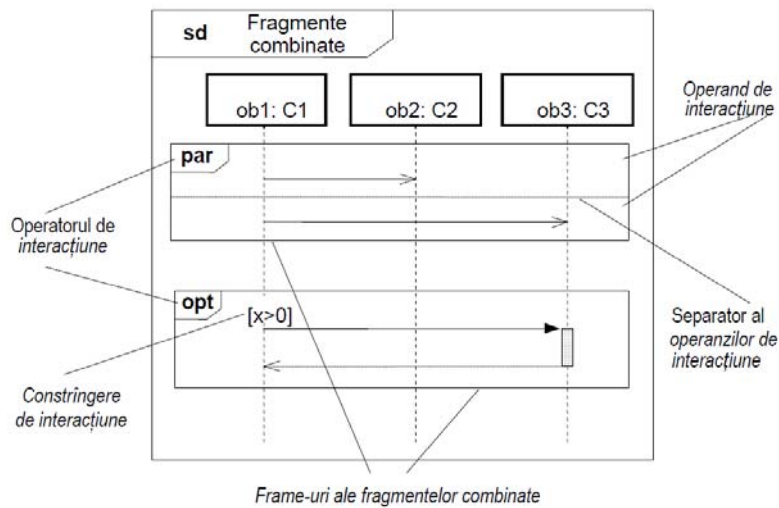 sd
Fragmente
combinate
Operand de
interacțiune
ob1: C1
ob2: C2
ob3: C3
par
Operatorul de
interacțiune
opt
[x>0]
Separator al
operanzilor de
interacțiune
Constrîngere
de interacțiune
Frame-uri ale fragmentelor combinate